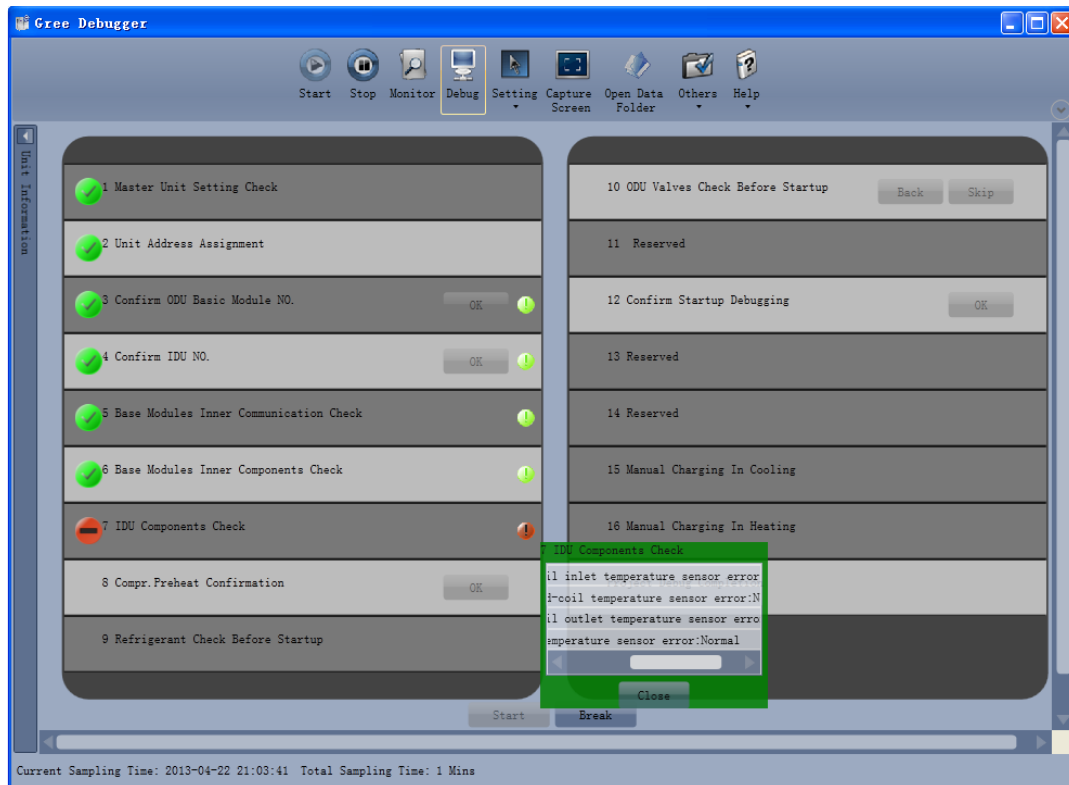 Gree Debugger
Start Stop Monitor Debug Setting Capture Screen Open Data Folder Others Help
Unit Information
1 Master Unit Setting Check
2 Unit Address Assignment
3 Confirm ODU Basic Module NO. OK
4 Confirm IDU NO. OK
5 Base Modules Inner Communication Check
6 Base Modules Inner Components Check
7 IDU Components Check
8 Compr.Preheat Confirmation OK
9 Refrigerant Check Before Startup
10 ODU Valves Check Before Startup Back Skip
11 Reserved
12 Confirm Startup Debugging OK
13 Reserved
14 Reserved
15 Manual Charging In Cooling
16 Manual Charging In Heating
7 IDU Components Check
il inlet temperature sensor error
d-coil temperature sensor error:N
il outlet temperature sensor erro
emperature sensor error:Normal
Close
Start Break
Current Sampling Time: 2013-04-22 21:03:41 Total Sampling Time: 1 Mins